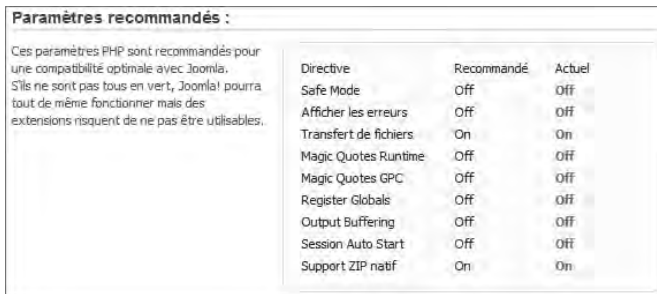 Paramètres recommandés :
Ces paramètres PHP sont recommandés pour
une compatibilité optimale avec Joomla.
S'ils ne sont pas tous en vert, Joomla! pourra
tout de même fonctionner mais des
extensions risquent de ne pas être utilisables.
Directive Recommandé Actuel
Safe Mode Off Off
Afficher les erreurs Off Off
Transfert de fichiers On On
Magic Quotes Runtime Off Off
Magic Quotes GPC Off Off
Register Globals Off Off
Output Buffering Off Off
Session Auto Start Off Off
Support ZIP natif On On